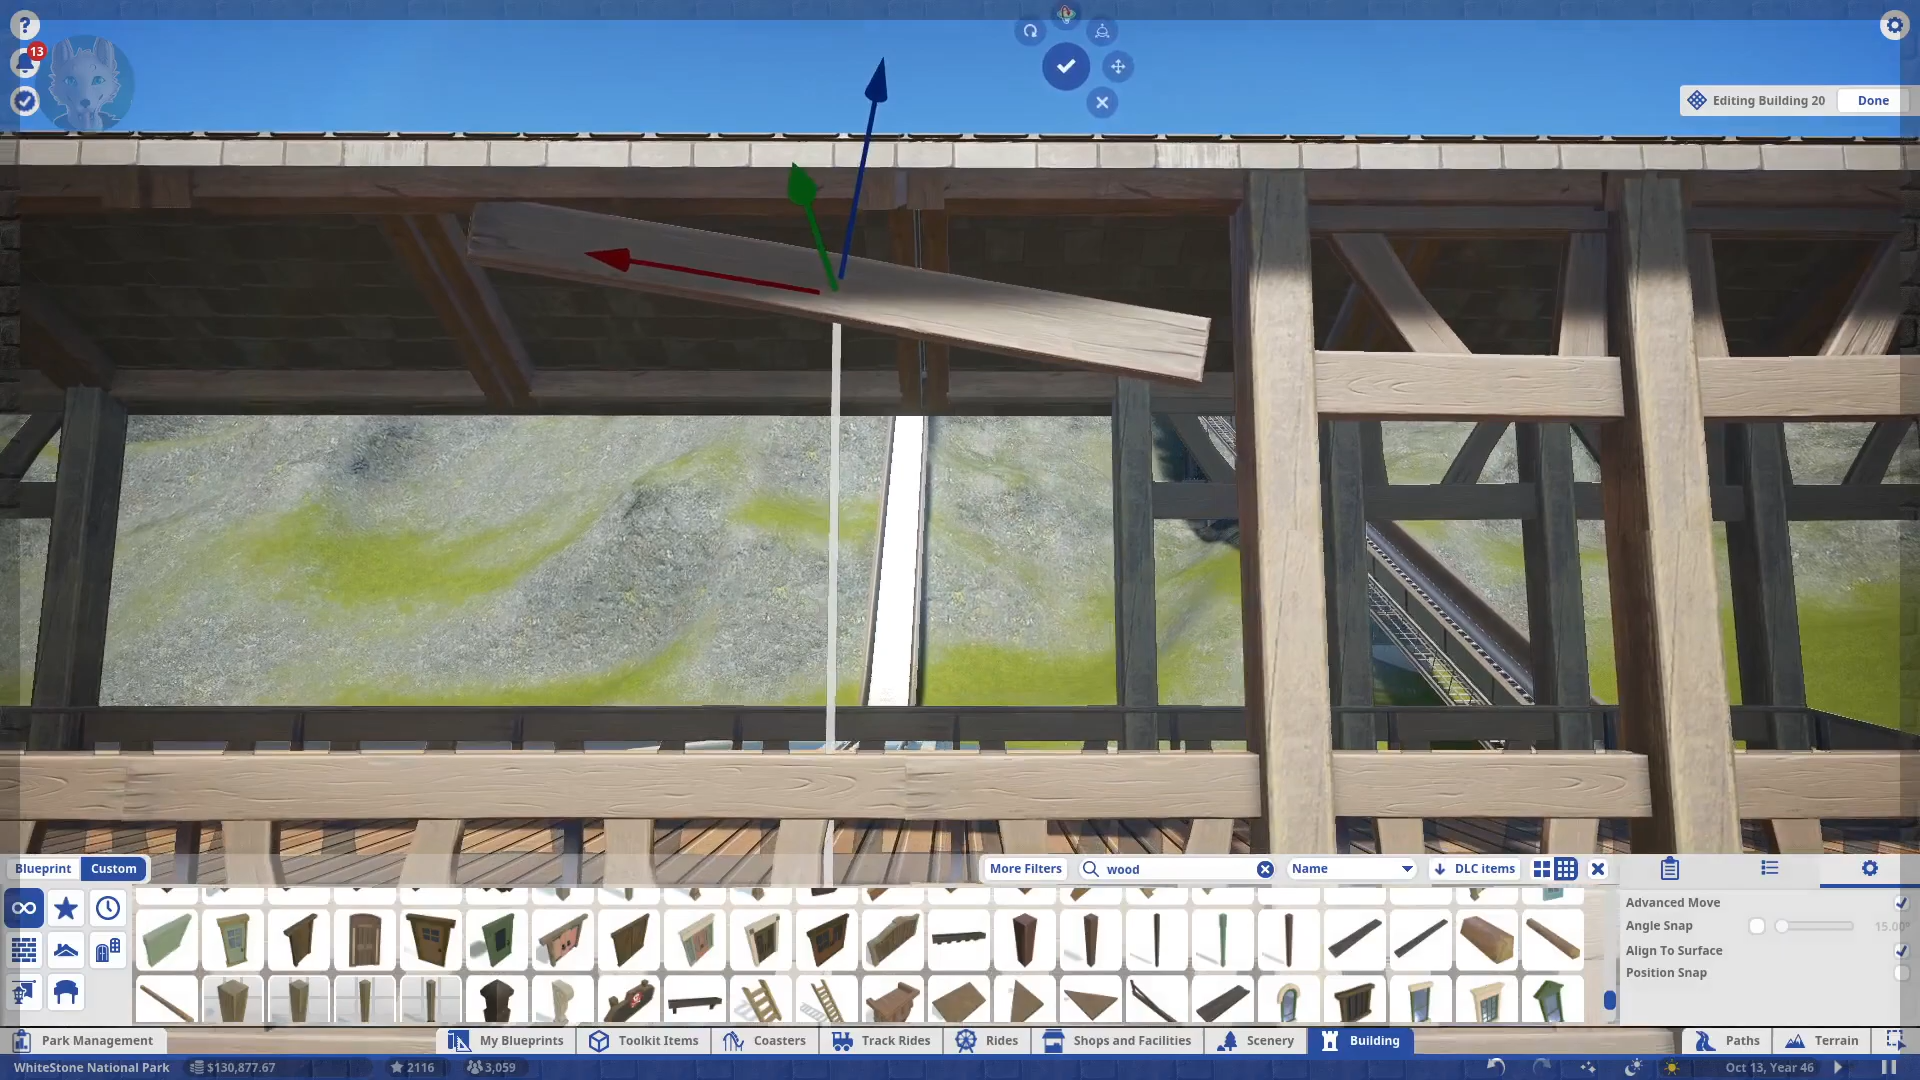 ?
13
Editing Building 20
Done
Blueprint
Custom
More Filters
wood
Name
DLC items
Advanced Move
Angle Snap
15.00°
Align To Surface
Position Snap
Park Management
My Blueprints
Toolkit Items
Coasters
Track Rides
Rides
Shops and Facilities
Scenery
Building
Paths
Terrain
WhiteStone National Park
$130,877.67
2116
3,059
Oct 13, Year 46